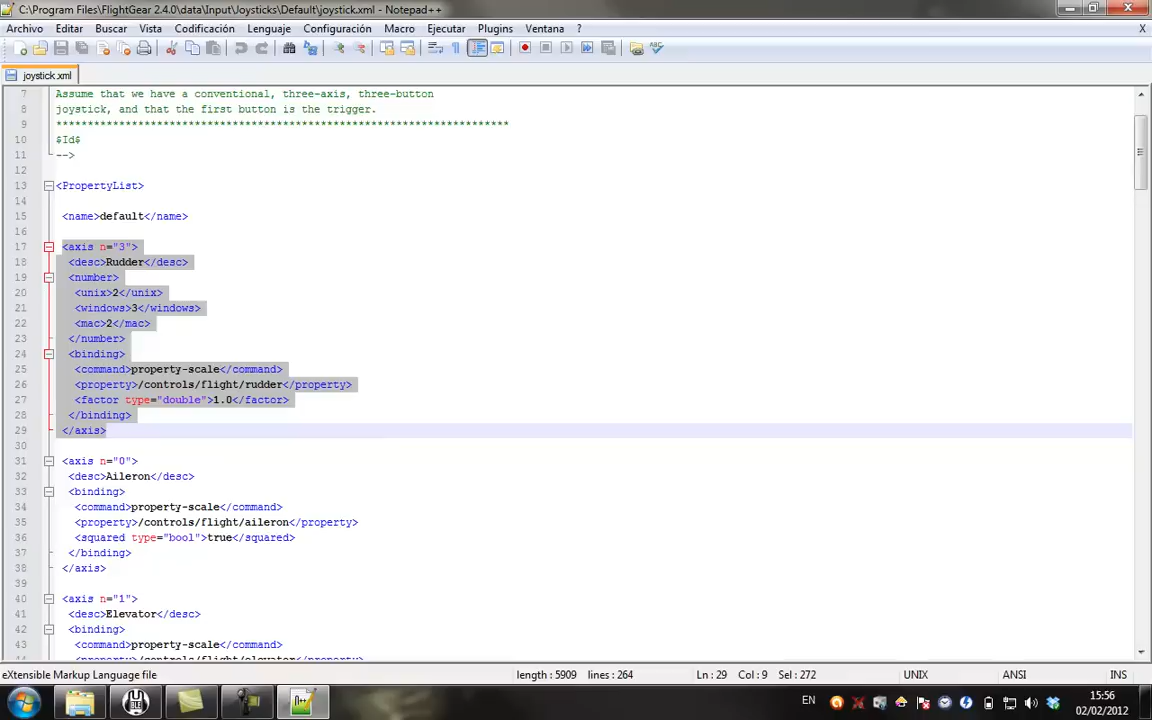 C:\Program Files\FlightGear 2.4.0\data\Input\Joysticks\Default\joystick.xml - Notepad++
Archivo Editar Buscar Vista Codificación Lenguaje Configuración Macro Ejecutar Plugins Ventana ? X
joystick.xml
7 Assume that we have a conventional, three-axis, three-button
8 joystick, and that the first button is the trigger.
9 ************************************************************************
10 $Id$
11 -->
12
13 <PropertyList>
14
15 <name>default</name>
16
17 <axis n="3">
18 <desc>Rudder</desc>
19 <number>
20 <unix>2</unix>
21 <windows>3</windows>
22 <mac>2</mac>
23 </number>
24 <binding>
25 <command>property-scale</command>
26 <property>/controls/flight/rudder</property>
27 <factor type="double">1.0</factor>
28 </binding>
29 </axis>
30
31 <axis n="0">
32 <desc>Aileron</desc>
33 <binding>
34 <command>property-scale</command>
35 <property>/controls/flight/aileron</property>
36 <squared type="bool">true</squared>
37 </binding>
38 </axis>
39
40 <axis n="1">
41 <desc>Elevator</desc>
42 <binding>
43 <command>property-scale</command>
44 <property>/controls/flight/elevator</property>
eXtensible Markup Language file length : 5909 lines : 264 Ln : 29 Col : 9 Sel : 272 UNIX ANSI INS
EN 15:56
02/02/2012